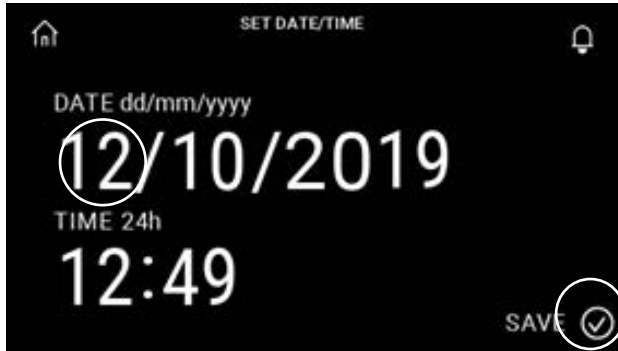 SET DATE/TIME
DATE dd/mm/yyyy
12/10/2019
TIME 24h
12:49
SAVE